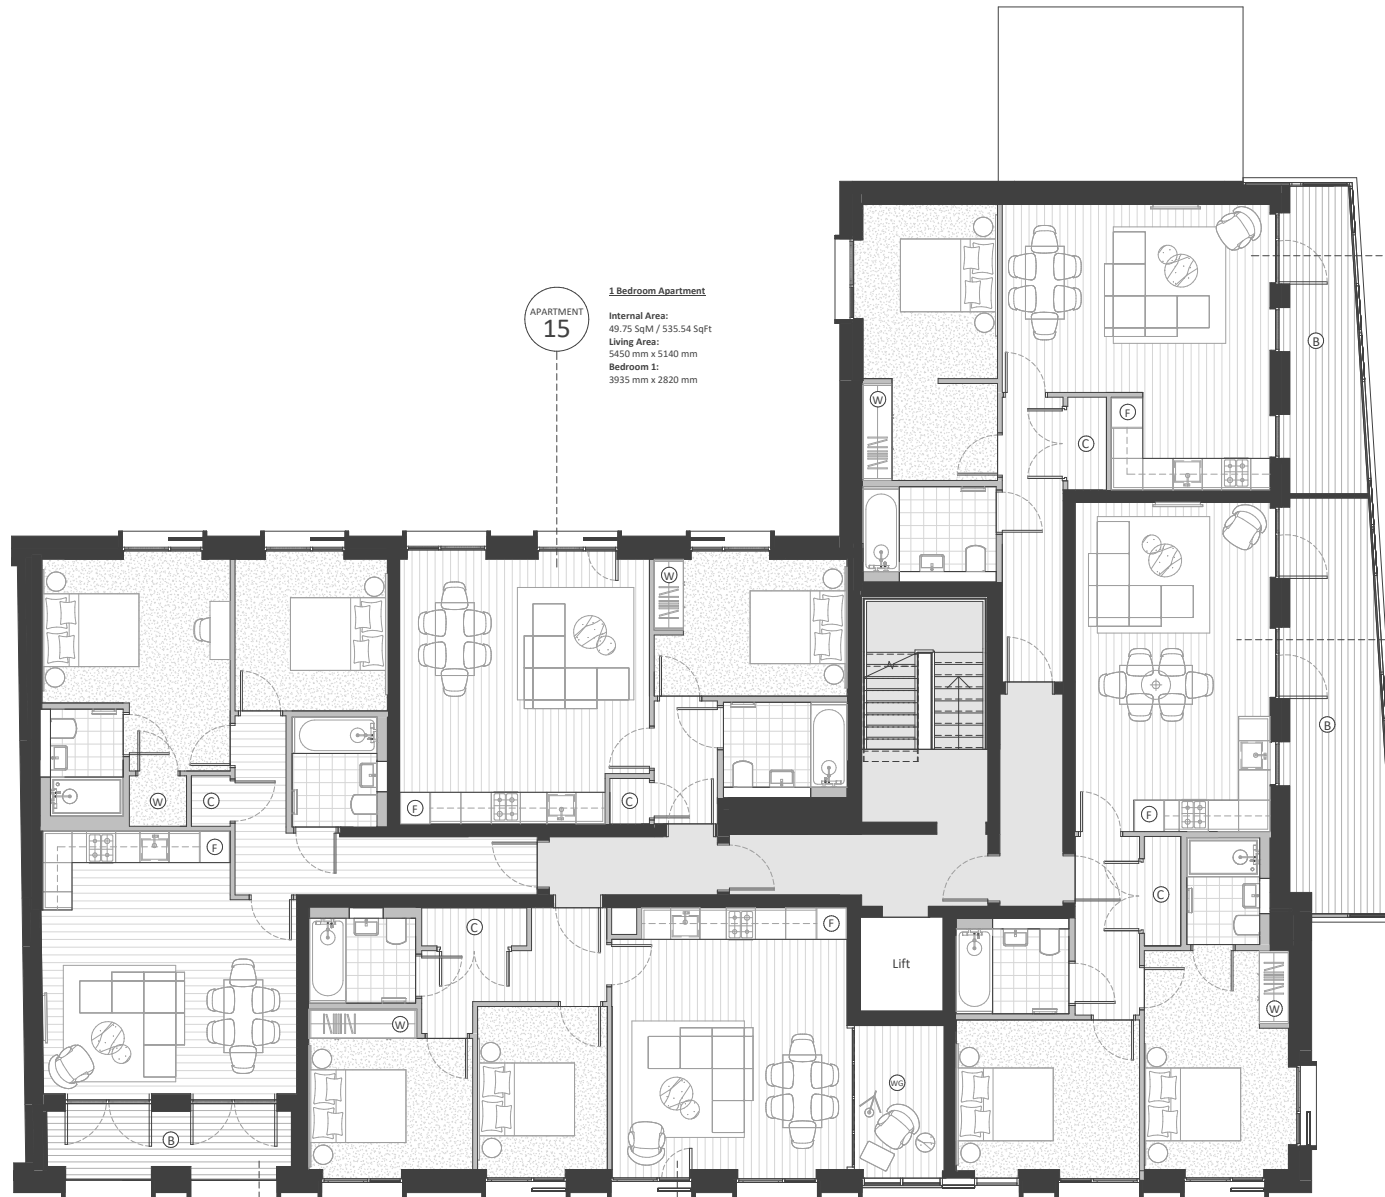 APARTMENT
15
1 Bedroom Apartment
Internal Area:
49.75 SqM / 535.54 SqFt
Living Area:
5450 mm x 5140 mm
Bedroom 1:
3935 mm x 2820 mm
B
W
F
C
W
B
W
C
F
C
F
F
C
C
F
Lift
W
W
WG
B